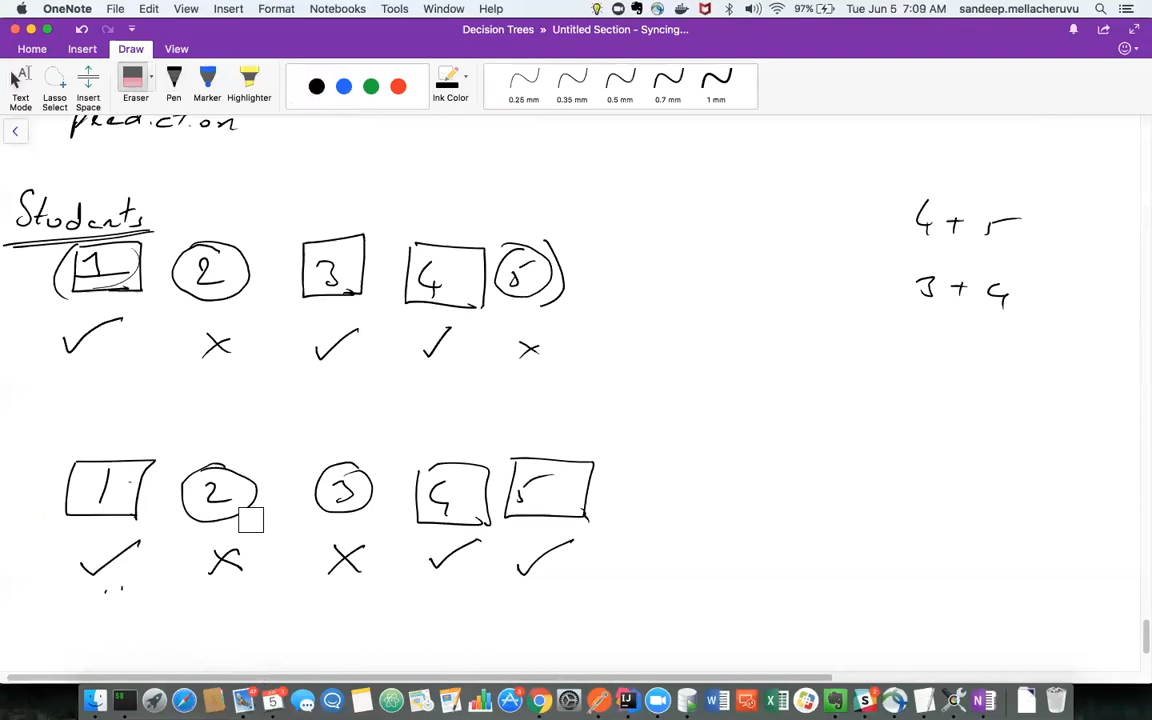 OneNote File Edit View Insert Format Notebooks Tools Window Help 97% Tue Jun 5 7:09 AM sandeep.mellacheruvu
Decision Trees » Untitled Section - Syncing...
Home Insert Draw View
Text Mode Lasso Select Insert Space Eraser Pen Marker Highlighter Ink Color 0.25 mm 0.35 mm 0.5 mm 0.7 mm 1 mm
prediction
Students
1 2 3 4 5
✓ × ✓ ✓ ×
4 + 5
3 + 4
1 2 3 4 5
✓ × × ✓ ✓